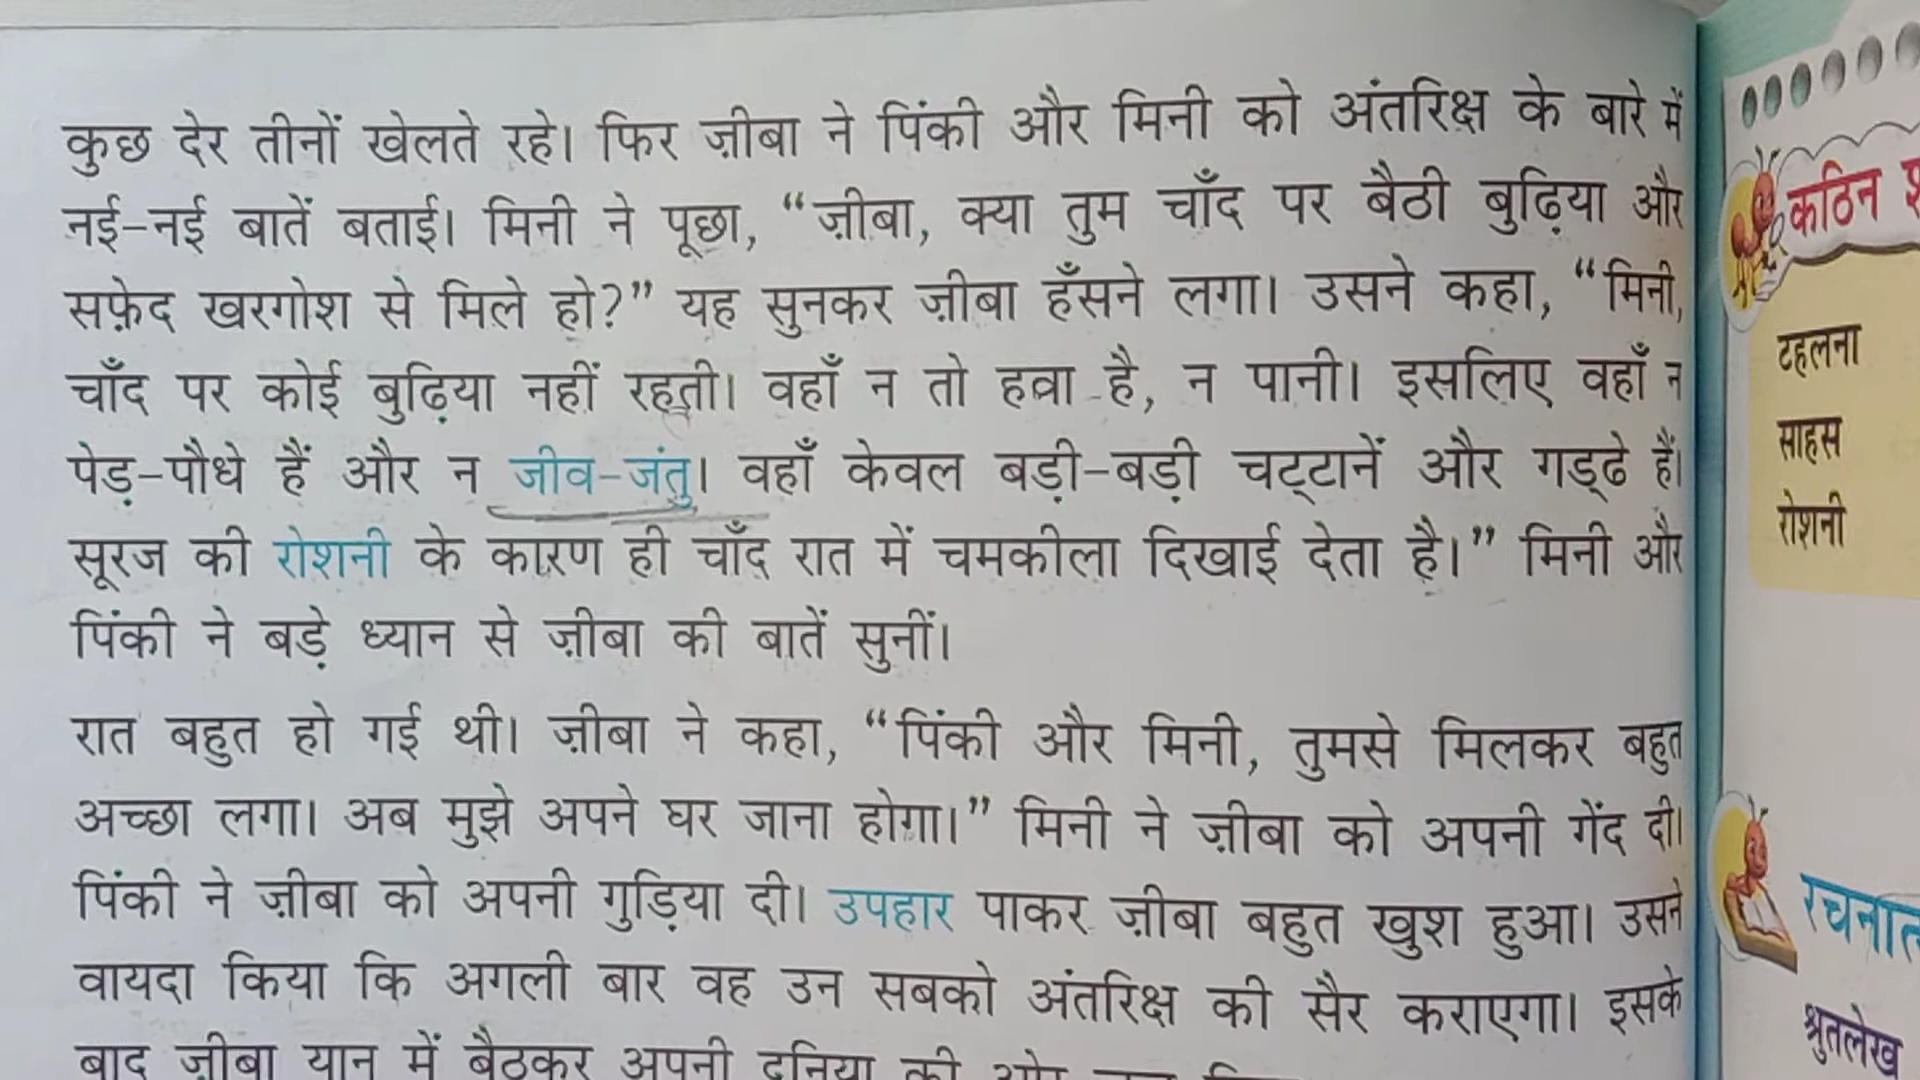 कुछ देर तीनों खेलते रहे। फिर ज़ीबा ने पिंकी और मिनी को अंतरिक्ष के बारे में
नई-नई बातें बताई। मिनी ने पूछा, “ज़ीबा, क्या तुम चाँद पर बैठी बुढ़िया और
सफ़ेद खरगोश से मिले हो?” यह सुनकर ज़ीबा हँसने लगा। उसने कहा, “मिनी,
चाँद पर कोई बुढ़िया नहीं रहती। वहाँ न तो हवा है, न पानी। इसलिए वहाँ न
पेड़-पौधे हैं और न जीव-जंतु। वहाँ केवल बड़ी-बड़ी चट्टानें और गड्ढे हैं।
सूरज की रोशनी के कारण ही चाँद रात में चमकीला दिखाई देता है।” मिनी और
पिंकी ने बड़े ध्यान से ज़ीबा की बातें सुनीं।
रात बहुत हो गई थी। ज़ीबा ने कहा, “पिंकी और मिनी, तुमसे मिलकर बहुत
अच्छा लगा। अब मुझे अपने घर जाना होगा।” मिनी ने ज़ीबा को अपनी गेंद दी।
पिंकी ने ज़ीबा को अपनी गुड़िया दी। उपहार पाकर ज़ीबा बहुत खुश हुआ। उसने
वायदा किया कि अगली बार वह उन सबको अंतरिक्ष की सैर कराएगा। इसके
बाद ज़ीबा यान में बैठकर अपनी दुनिया की ओर
कठिन
टहलना
साहस
रोशनी
श्रुतलेख